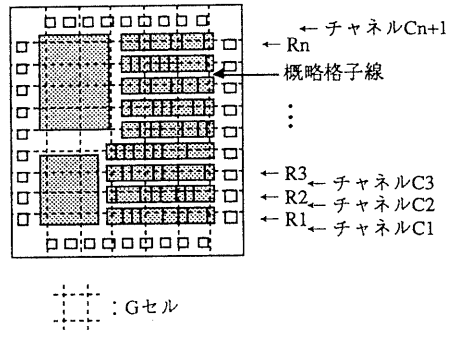 ← チャネルCn+1
← Rn
概略格子線
⋮
← R3
← チャネルC3
← R2
← チャネルC2
← R1
← チャネルC1
：Gセル